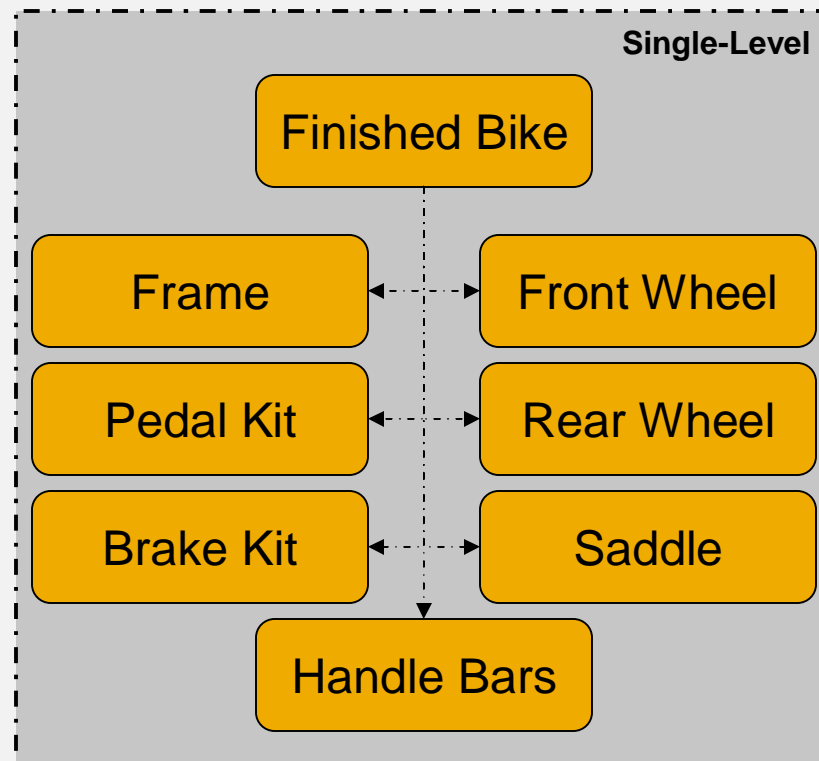 Single-Level
Finished Bike
Frame
Front Wheel
Pedal Kit
Rear Wheel
Brake Kit
Saddle
Handle Bars